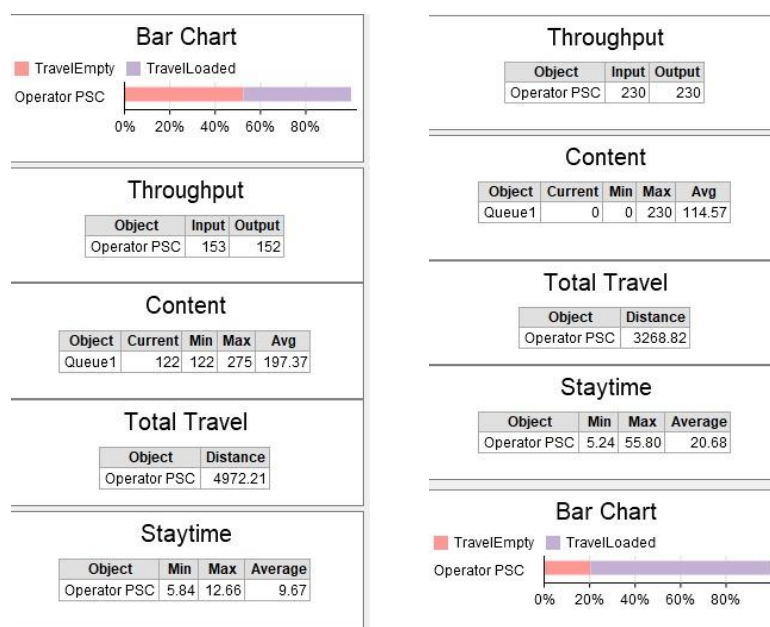 Bar Chart
TravelEmpty TravelLoaded
Operator PSC
0% 20% 40% 60% 80%
Throughput
Object Input Output
Operator PSC 153 152
Content
Object Current Min Max Avg
Queue1 122 122 275 197.37
Total Travel
Object Distance
Operator PSC 4972.21
Staytime
Object Min Max Average
Operator PSC 5.84 12.66 9.67
Throughput
Object Input Output
Operator PSC 230 230
Content
Object Current Min Max Avg
Queue1 0 0 230 114.57
Total Travel
Object Distance
Operator PSC 3268.82
Staytime
Object Min Max Average
Operator PSC 5.24 55.80 20.68
Bar Chart
TravelEmpty TravelLoaded
Operator PSC
0% 20% 40% 60% 80%